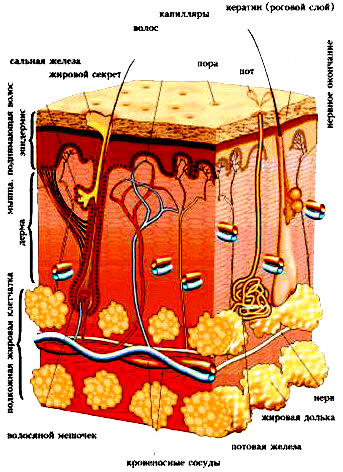 кератин (роговой слой)
капилляры
волос
сальная железа
жировой секрет
пора
пот
нервное окончание
мышца, поднимающая волос
эпидермис
дерма
подкожная жировая клетчатка
нерв
жировая долька
волосяной мешочек
потовая железа
кровеносные сосуды